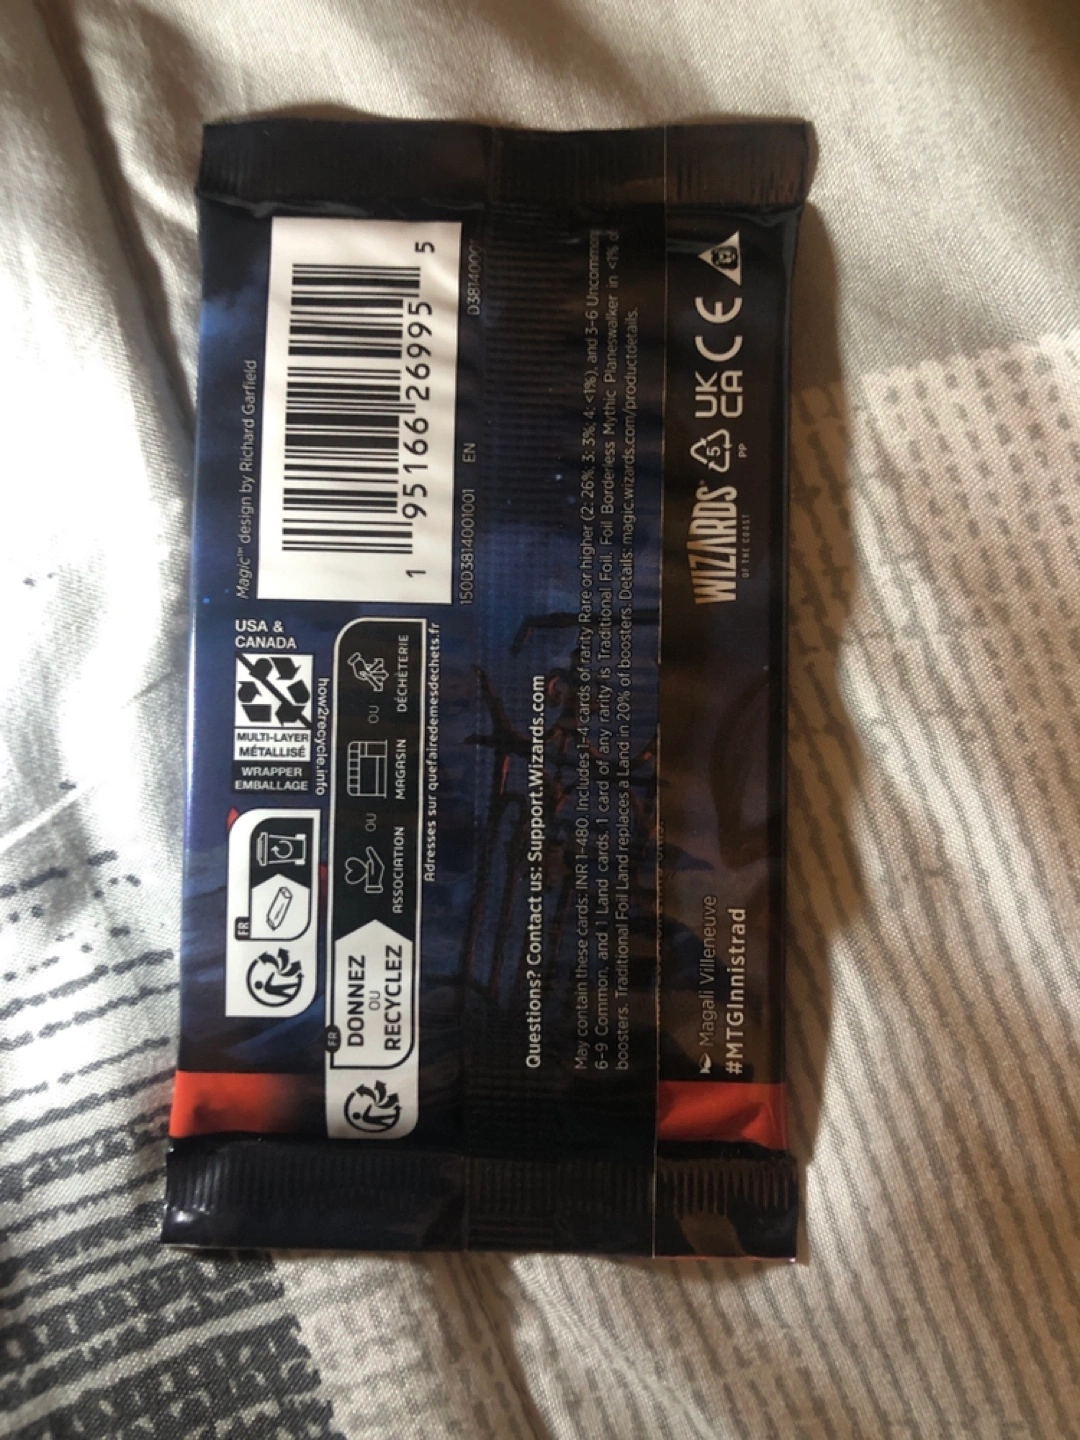 Magic™ design by Richard Garfield
1 95166 26995 5
150D3814001001 EN
USA &
CANADA
MULTI-LAYER
MÉTALLISÉ
WRAPPER
EMBALLAGE
how2recycle.info
FR
FR
DONNEZ
OU
RECYCLEZ
ASSOCIATION OU MAGASIN OU DÉCHÈTERIE
Adresses sur quefairedemesdechets.fr
Questions? Contact us: Support.Wizards.com
May contain these cards: INR 1-480. Includes 1-4 cards of rarity Rare or higher (2: 26%, 3: 3%; 4: <1%), and 3-6 Uncommon,
6-9 Common, and 1 Land cards. 1 card of any rarity is Traditional Foil. Foil Borderless Mythic Planeswalker in <1% of
boosters. Traditional Foil Land replaces a Land in 20% of boosters. Details: magic.wizards.com/productdetails.
Magali Villeneuve
#MTGInnistrad
WIZARDS
OF THE COAST
5
PP
UK
CA
CE